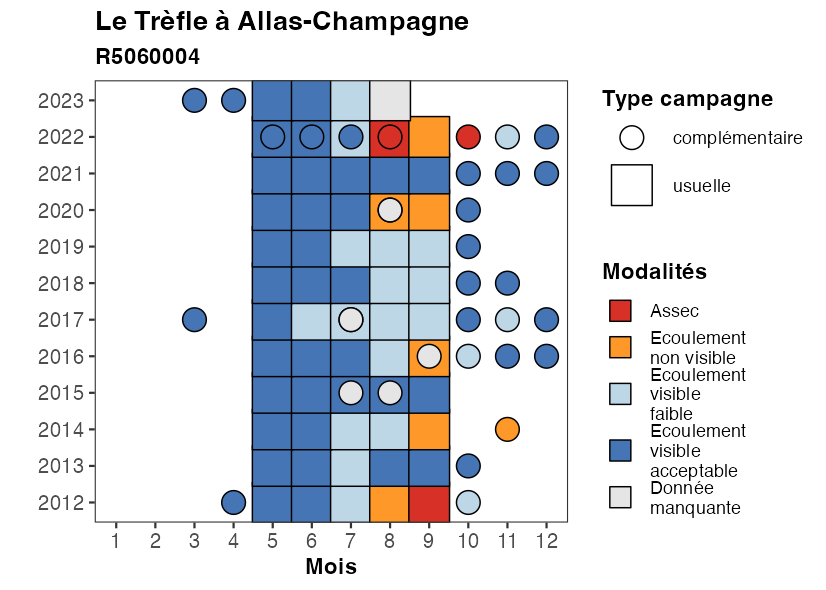 Le Trèfle à Allas-Champagne
R5060004
2023
2022
2021
2020
2019
2018
2017
2016
2015
2014
2013
2012
1 2 3 4 5 6 7 8 9 10 11 12
Mois
Type campagne
complémentaire
usuelle
Modalités
Assec
Ecoulement
non visible
Ecoulement
visible
faible
Ecoulement
visible
acceptable
Donnée
manquante